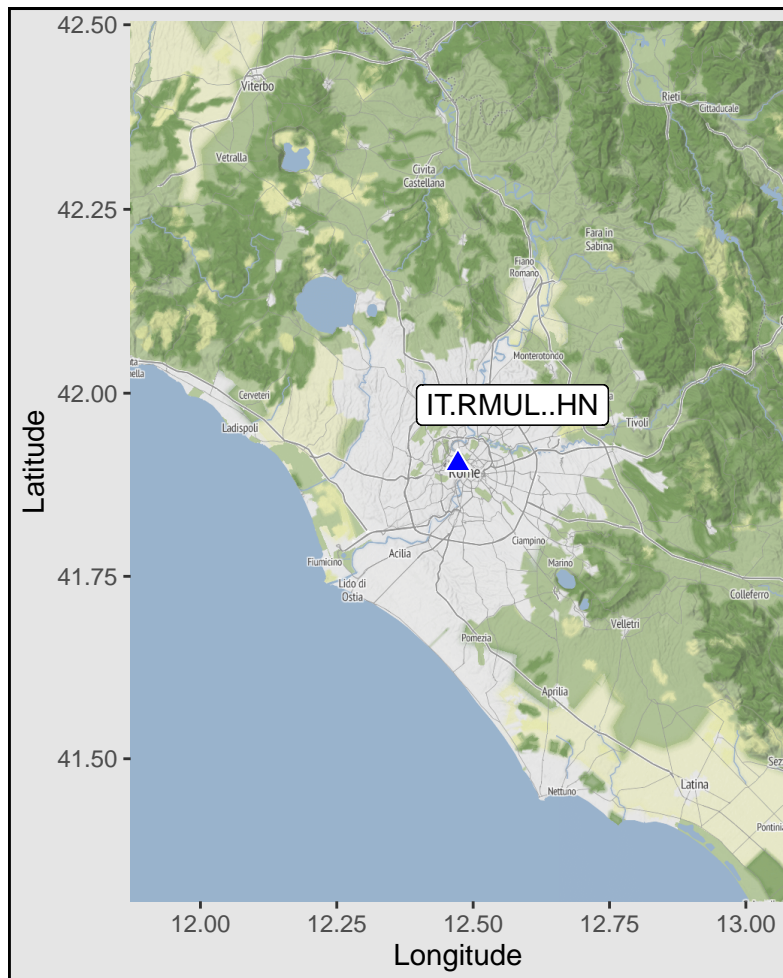 42.50
Viterbo
Rieti
Cittaducale
Vetralla
Civita
Castellana
42.25
Fara in
Sabina
Fiano
Romano
Monterotondo
42.00
Cerveteri
IT.RMUL..HN
Ladispoli
Tivoli
Rome
Latitude
Ciampino
Acilia
Fiumicino
Marino
41.75
Lido di
Ostia
Colleferro
Velletri
Pomezia
Aprilia
41.50
Latina
Nettuno
12.00
12.25
12.50
12.75
13.00
Longitude